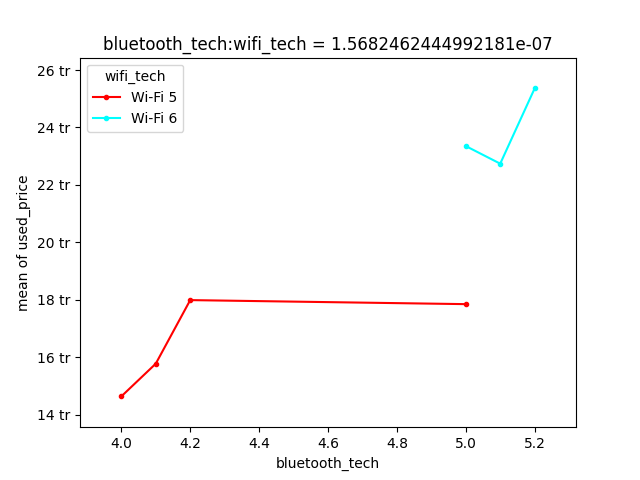 bluetooth_tech:wifi_tech = 1.5682462444992181e-07
wifi_tech
Wi-Fi 5
Wi-Fi 6
26 tr
24 tr
22 tr
20 tr
18 tr
16 tr
14 tr
mean of used_price
4.0 4.2 4.4 4.6 4.8 5.0 5.2
bluetooth_tech